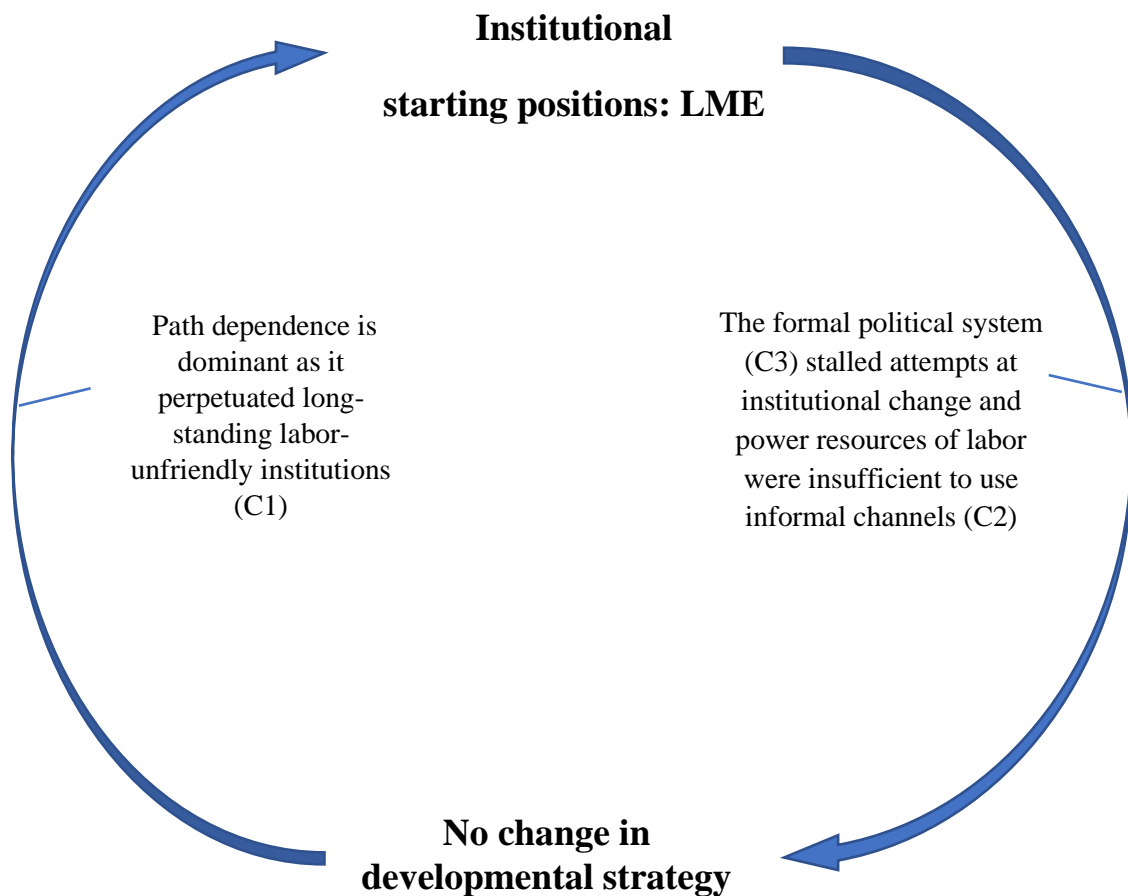 Institutional
starting positions: LME
Path dependence is
dominant as it
perpetuated long-
standing labor-
unfriendly institutions
(C1)
The formal political system
(C3) stalled attempts at
institutional change and
power resources of labor
were insufficient to use
informal channels (C2)
No change in
developmental strategy